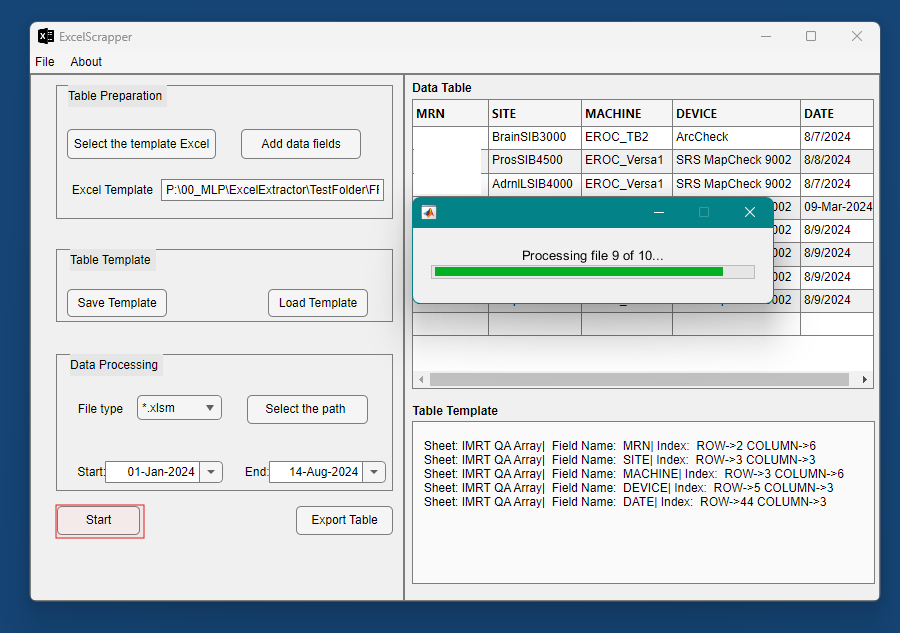 ExcelScrapper
File About
Table Preparation
Select the template Excel
Add data fields
Excel Template P:\00_MLP\ExcelExtractor\TestFolder\
Table Template
Save Template
Load Template
Data Processing
File type *.xlsm
Select the path
Start: 01-Jan-2024 End: 14-Aug-2024
Start
Export Table
Data Table
MRN SITE MACHINE DEVICE DATE
BrainSIB3000 EROC_TB2 ArcCheck 8/7/2024
ProsSIB4500 EROC_Versa1 SRS MapCheck 9002 8/8/2024
AdrnlLSIB4000 EROC_Versa1 SRS MapCheck 9002 8/7/2024
002 09-Mar-2024
002 8/9/2024
002 8/9/2024
002 8/9/2024
002 8/9/2024
Processing file 9 of 10...
Table Template
Sheet: IMRT QA Array| Field Name: MRN| Index: ROW->2 COLUMN->6
Sheet: IMRT QA Array| Field Name: SITE| Index: ROW->3 COLUMN->3
Sheet: IMRT QA Array| Field Name: MACHINE| Index: ROW->3 COLUMN->6
Sheet: IMRT QA Array| Field Name: DEVICE| Index: ROW->5 COLUMN->3
Sheet: IMRT QA Array| Field Name: DATE| Index: ROW->44 COLUMN->3